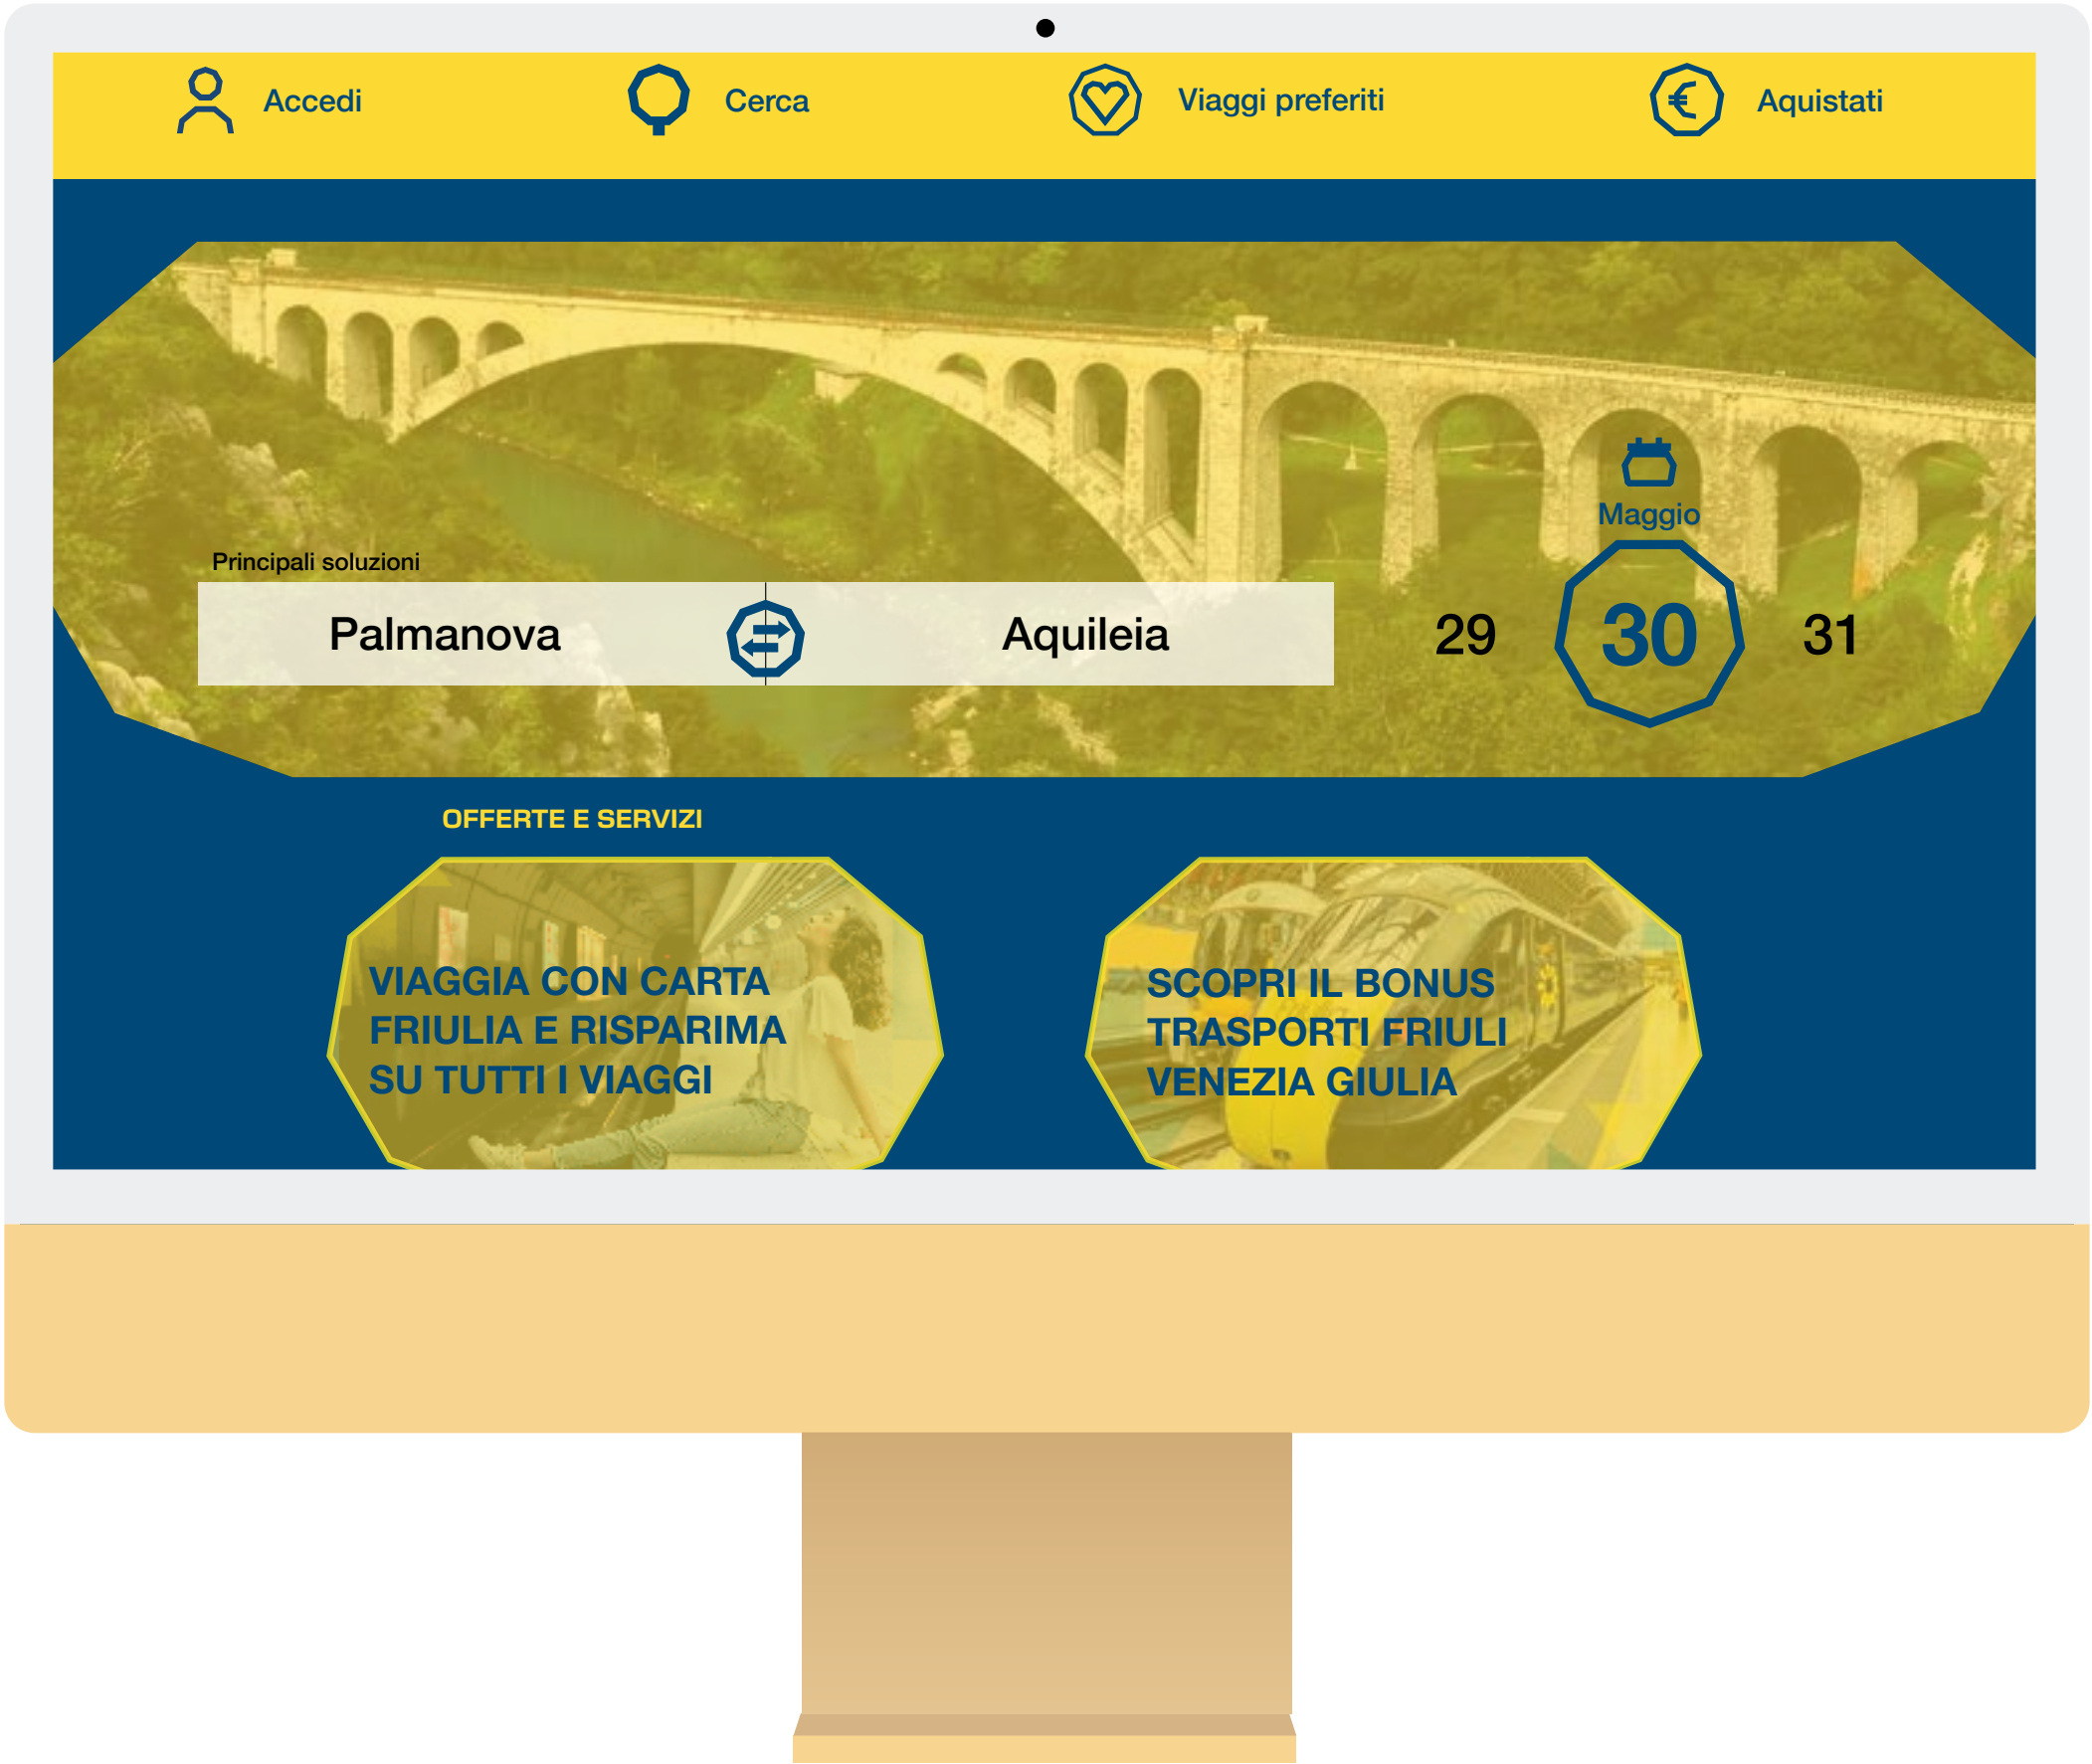 Accedi
Cerca
Viaggi preferiti
Aquistati
Maggio
Principali soluzioni
Palmanova
Aquileia
29
30
31
OFFERTE E SERVIZI
VIAGGIA CON CARTA
FRIULIA E RISPARIMA
SU TUTTI I VIAGGI
SCOPRI IL BONUS
TRASPORTI FRIULI
VENEZIA GIULIA